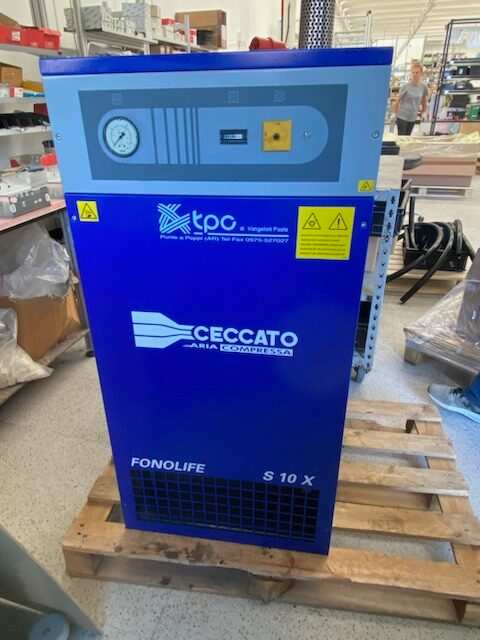 tpc di Vangelisti Paolo
Ponte a Poppi (AR) Tel Fax 0575-527027
CECCATO
ARIA COMPRESSA
FONOLIFE
S 10 X